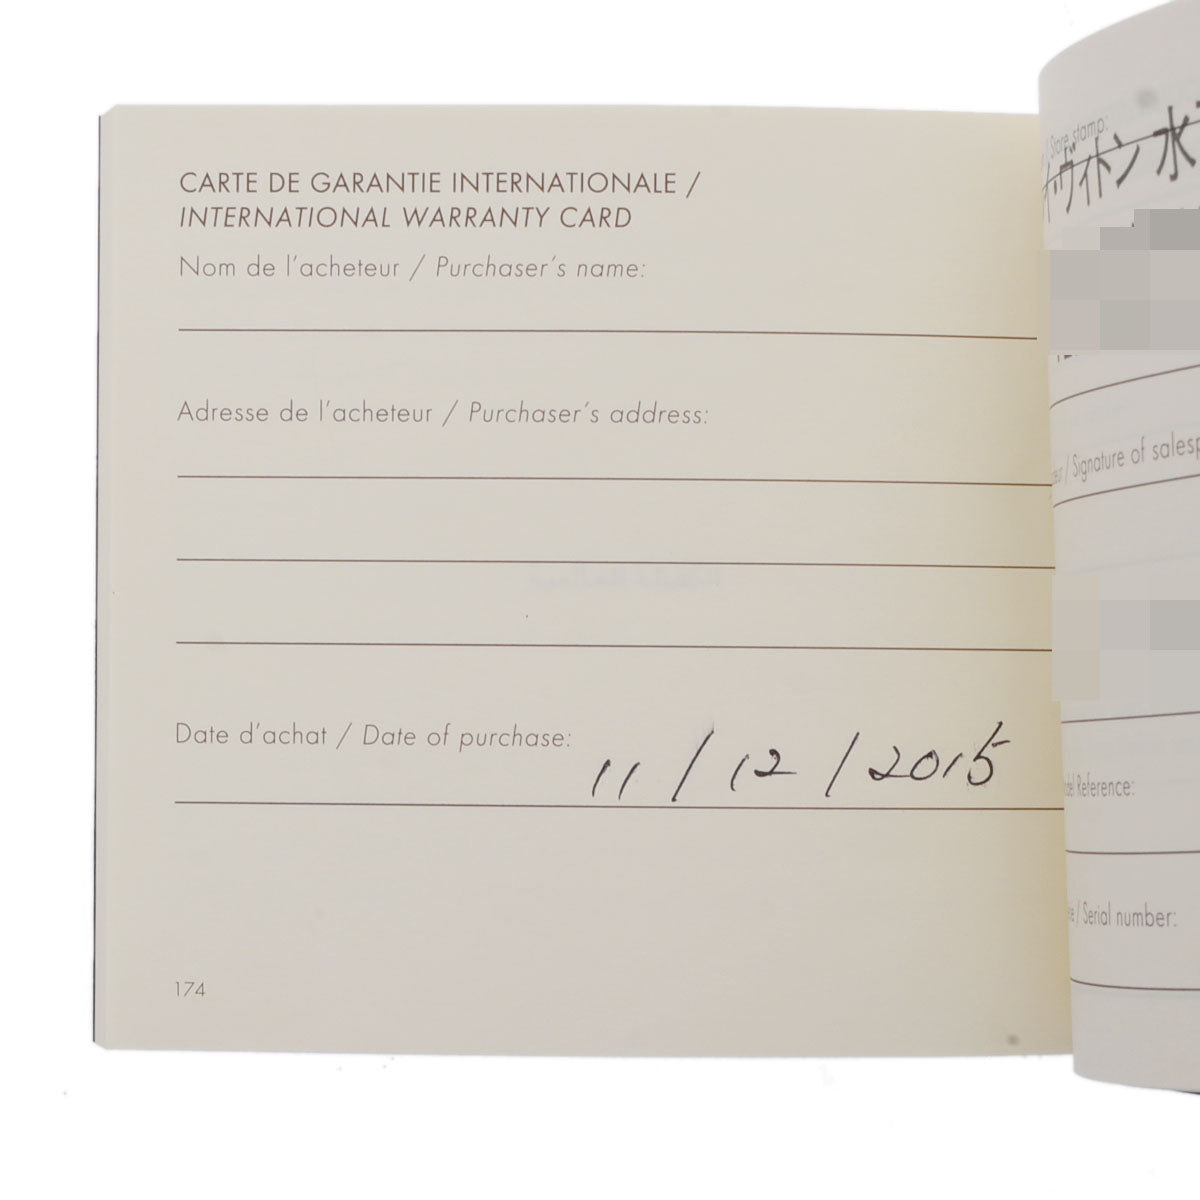 CARTE DE GARANTIE INTERNATIONALE /
INTERNATIONAL WARRANTY CARD
Nom de l'acheteur / Purchaser's name:
Adresse de l'acheteur / Purchaser's address:
Date d'achat / Date of purchase: 11 / 12 / 2015
174
/ Store stamp:
・ヴィトン 水
/ Signature of salesp
Reference:
/ Serial number: